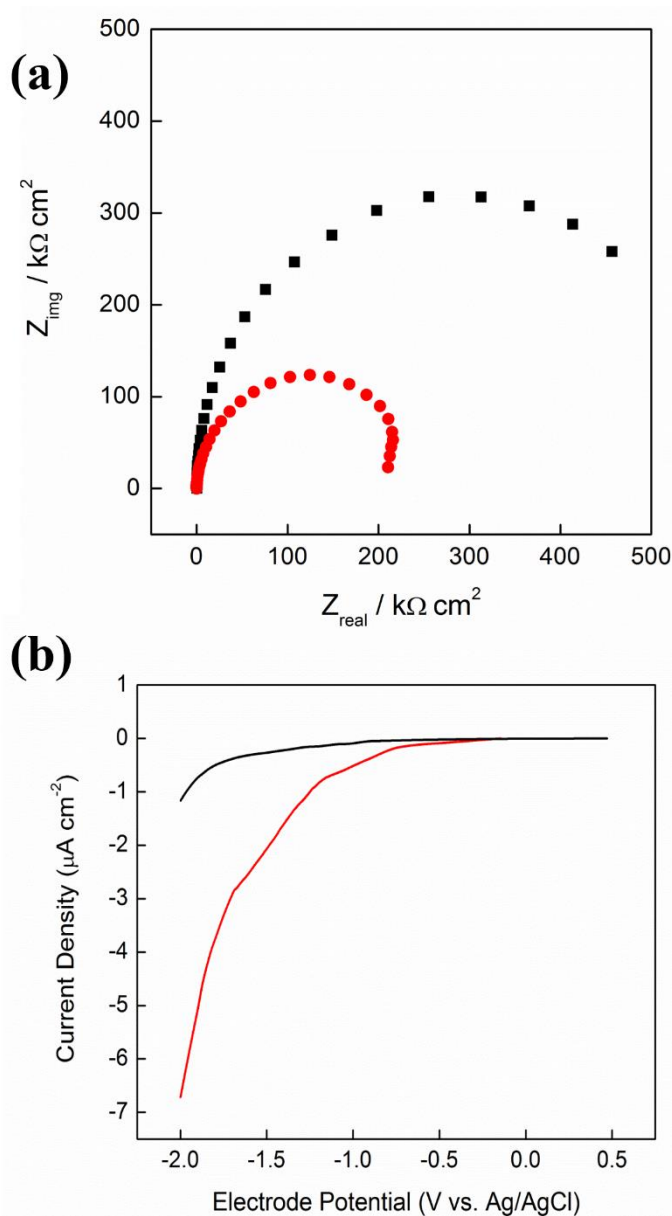 (a)
500
400
300
200
100
0
Z_img / kΩ cm²
0 100 200 300 400 500
Z_real / kΩ cm²
(b)
1
0
-1
-2
-3
-4
-5
-6
-7
Current Density (μA cm⁻²)
-2.0 -1.5 -1.0 -0.5 0.0 0.5
Electrode Potential (V vs. Ag/AgCl)